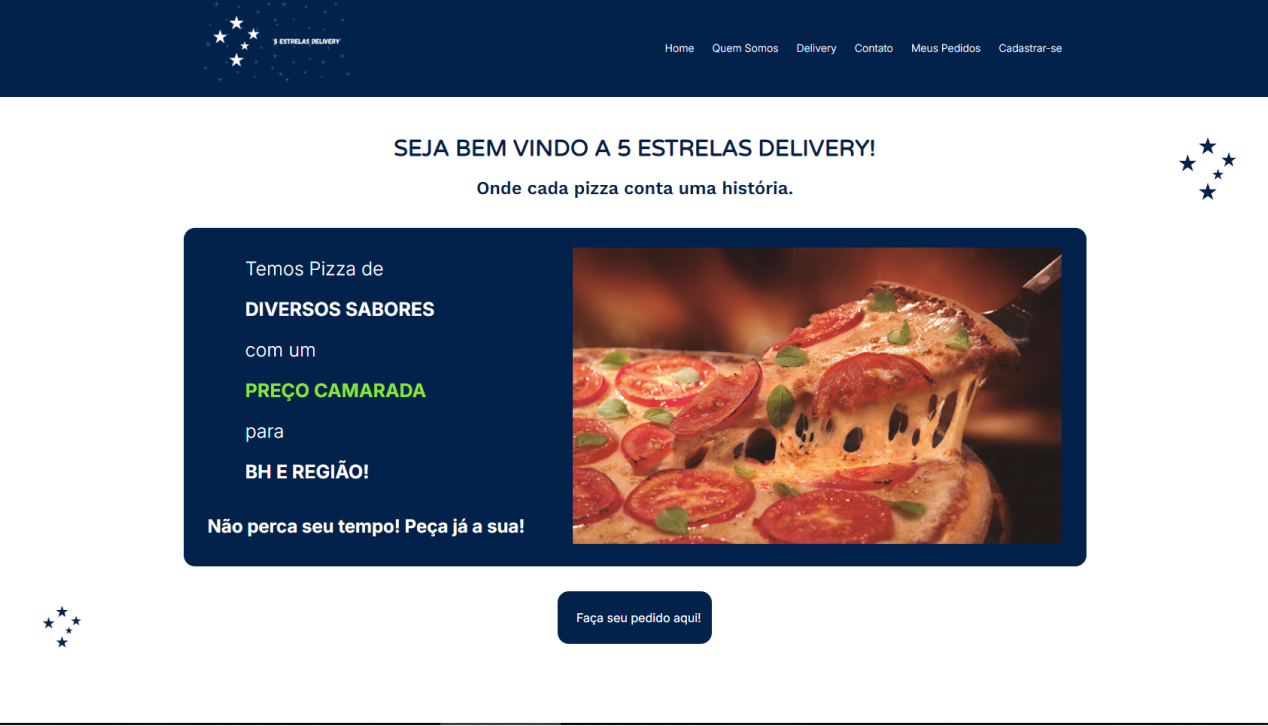 5 ESTRELAS DELIVERY
Home Quem Somos Delivery Contato Meus Pedidos Cadastrar-se
SEJA BEM VINDO A 5 ESTRELAS DELIVERY!
Onde cada pizza conta uma história.
Temos Pizza de
DIVERSOS SABORES
com um
PREÇO CAMARADA
para
BH E REGIÃO!
Não perca seu tempo! Peça já a sua!
Faça seu pedido aqui!